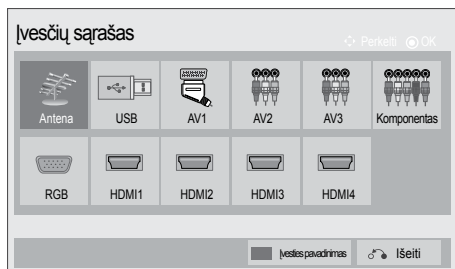 Įvesčių sąrašas
Perkelti OK
Antena USB AV1 AV2 AV3 Komponentas
RGB HDMI1 HDMI2 HDMI3 HDMI4
Įvesties pavadinimas Išeiti